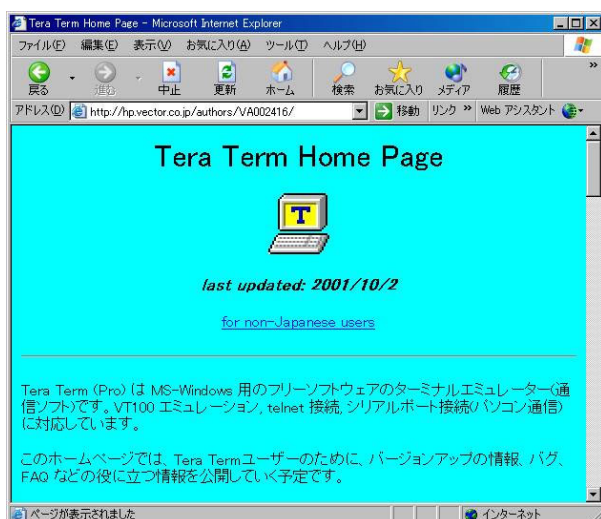 Tera Term Home Page - Microsoft Internet Explorer
ファイル(F) 編集(E) 表示(V) お気に入り(A) ツール(T) ヘルプ(H)
戻る 進む 中止 更新 ホーム 検索 お気に入り メディア 履歴 »
アドレス(D) http://hp.vector.co.jp/authors/VA002416/ 移動 リンク » Web アシスタント
Tera Term Home Page
T
last updated: 2001/10/2
for non-Japanese users
Tera Term (Pro) は MS-Windows 用のフリーソフトウェアのターミナルエミュレーター(通
信ソフト)です。VT100 エミュレーション, telnet 接続, シリアルポート接続(パソコン通信)
に対応しています。
このホームページでは、Tera Termユーザーのために、バージョンアップの情報、バグ、
FAQ などの役に立つ情報を公開していく予定です。
ページが表示されました インターネット